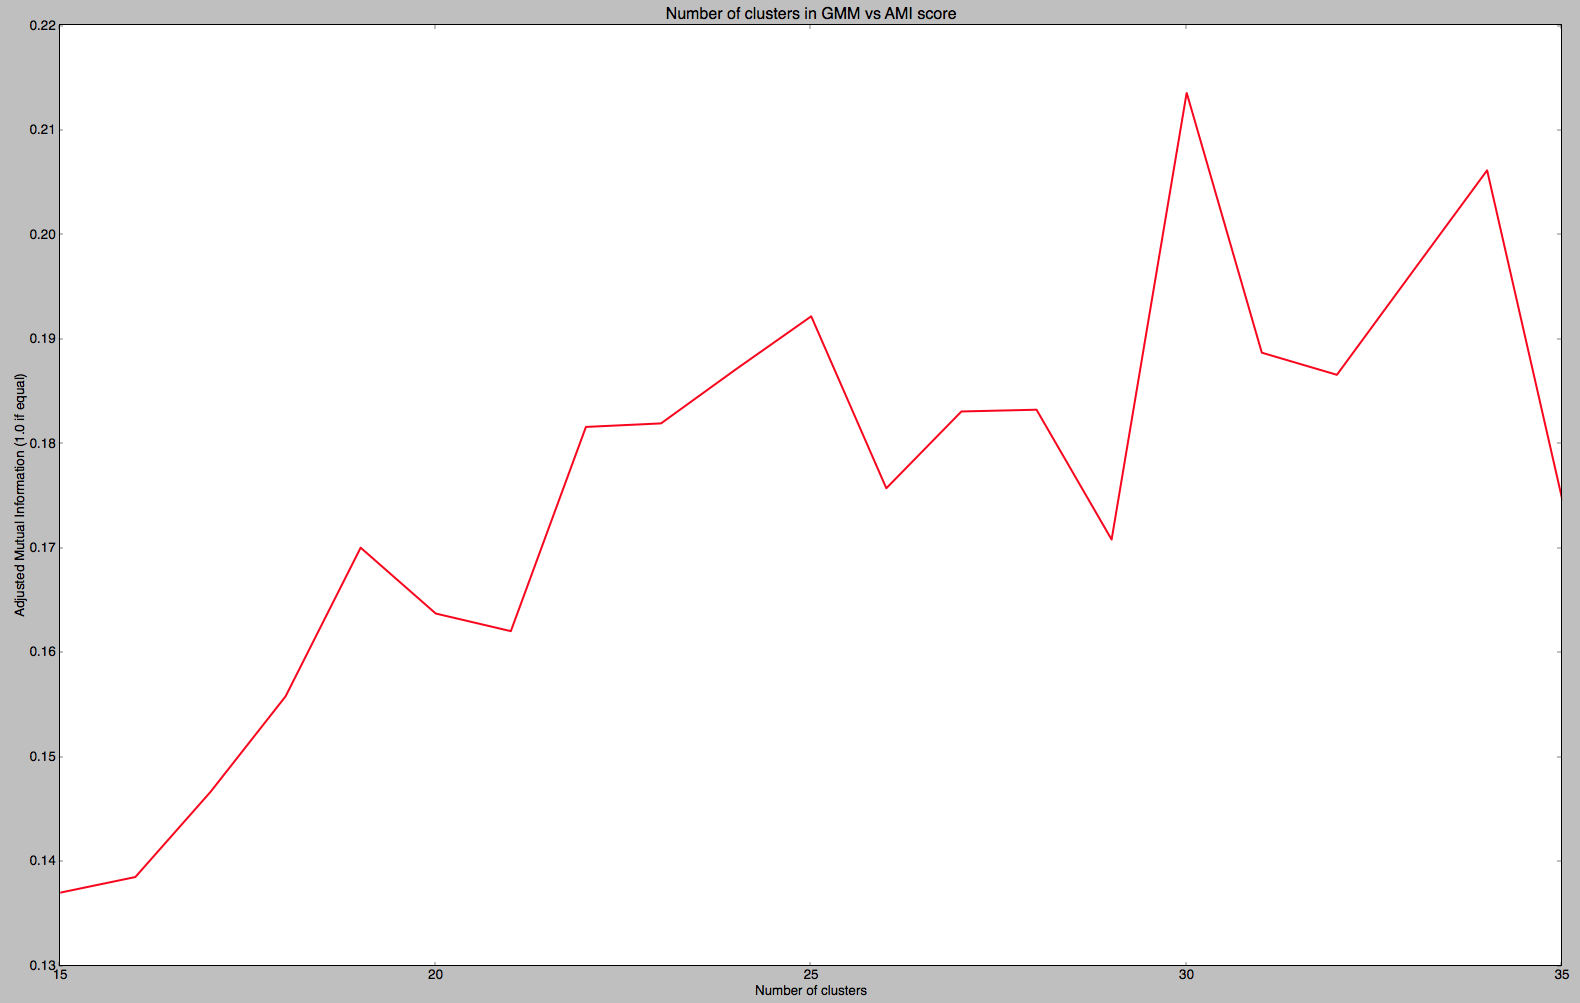 Number of clusters in GMM vs AMI score
Adjusted Mutual Information (1.0 if equal)
0.22
0.21
0.20
0.19
0.18
0.17
0.16
0.15
0.14
0.13
15 20 25 30 35
Number of clusters